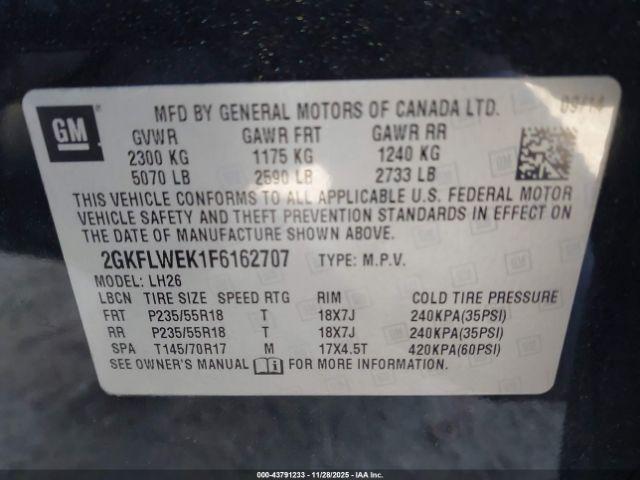 GM
MFD BY GENERAL MOTORS OF CANADA LTD. 09/14
GVWR GAWR FRT GAWR RR
2300 KG 1175 KG 1240 KG
5070 LB 2590 LB 2733 LB
THIS VEHICLE CONFORMS TO ALL APPLICABLE U.S. FEDERAL MOTOR
VEHICLE SAFETY AND THEFT PREVENTION STANDARDS IN EFFECT ON
THE DATE OF MANUFACTURE SHOWN ABOVE.
2GKFLWEK1F6162707 TYPE: M.P.V.
MODEL: LH26
LBCN TIRE SIZE SPEED RTG RIM COLD TIRE PRESSURE
FRT P235/55R18 T 18X7J 240KPA(35PSI)
RR P235/55R18 T 18X7J 240KPA(35PSI)
SPA T145/70R17 M 17X4.5T 420KPA(60PSI)
SEE OWNER'S MANUAL FOR MORE INFORMATION.
000-43791233 - 11/28/2025 - IAA, Inc.